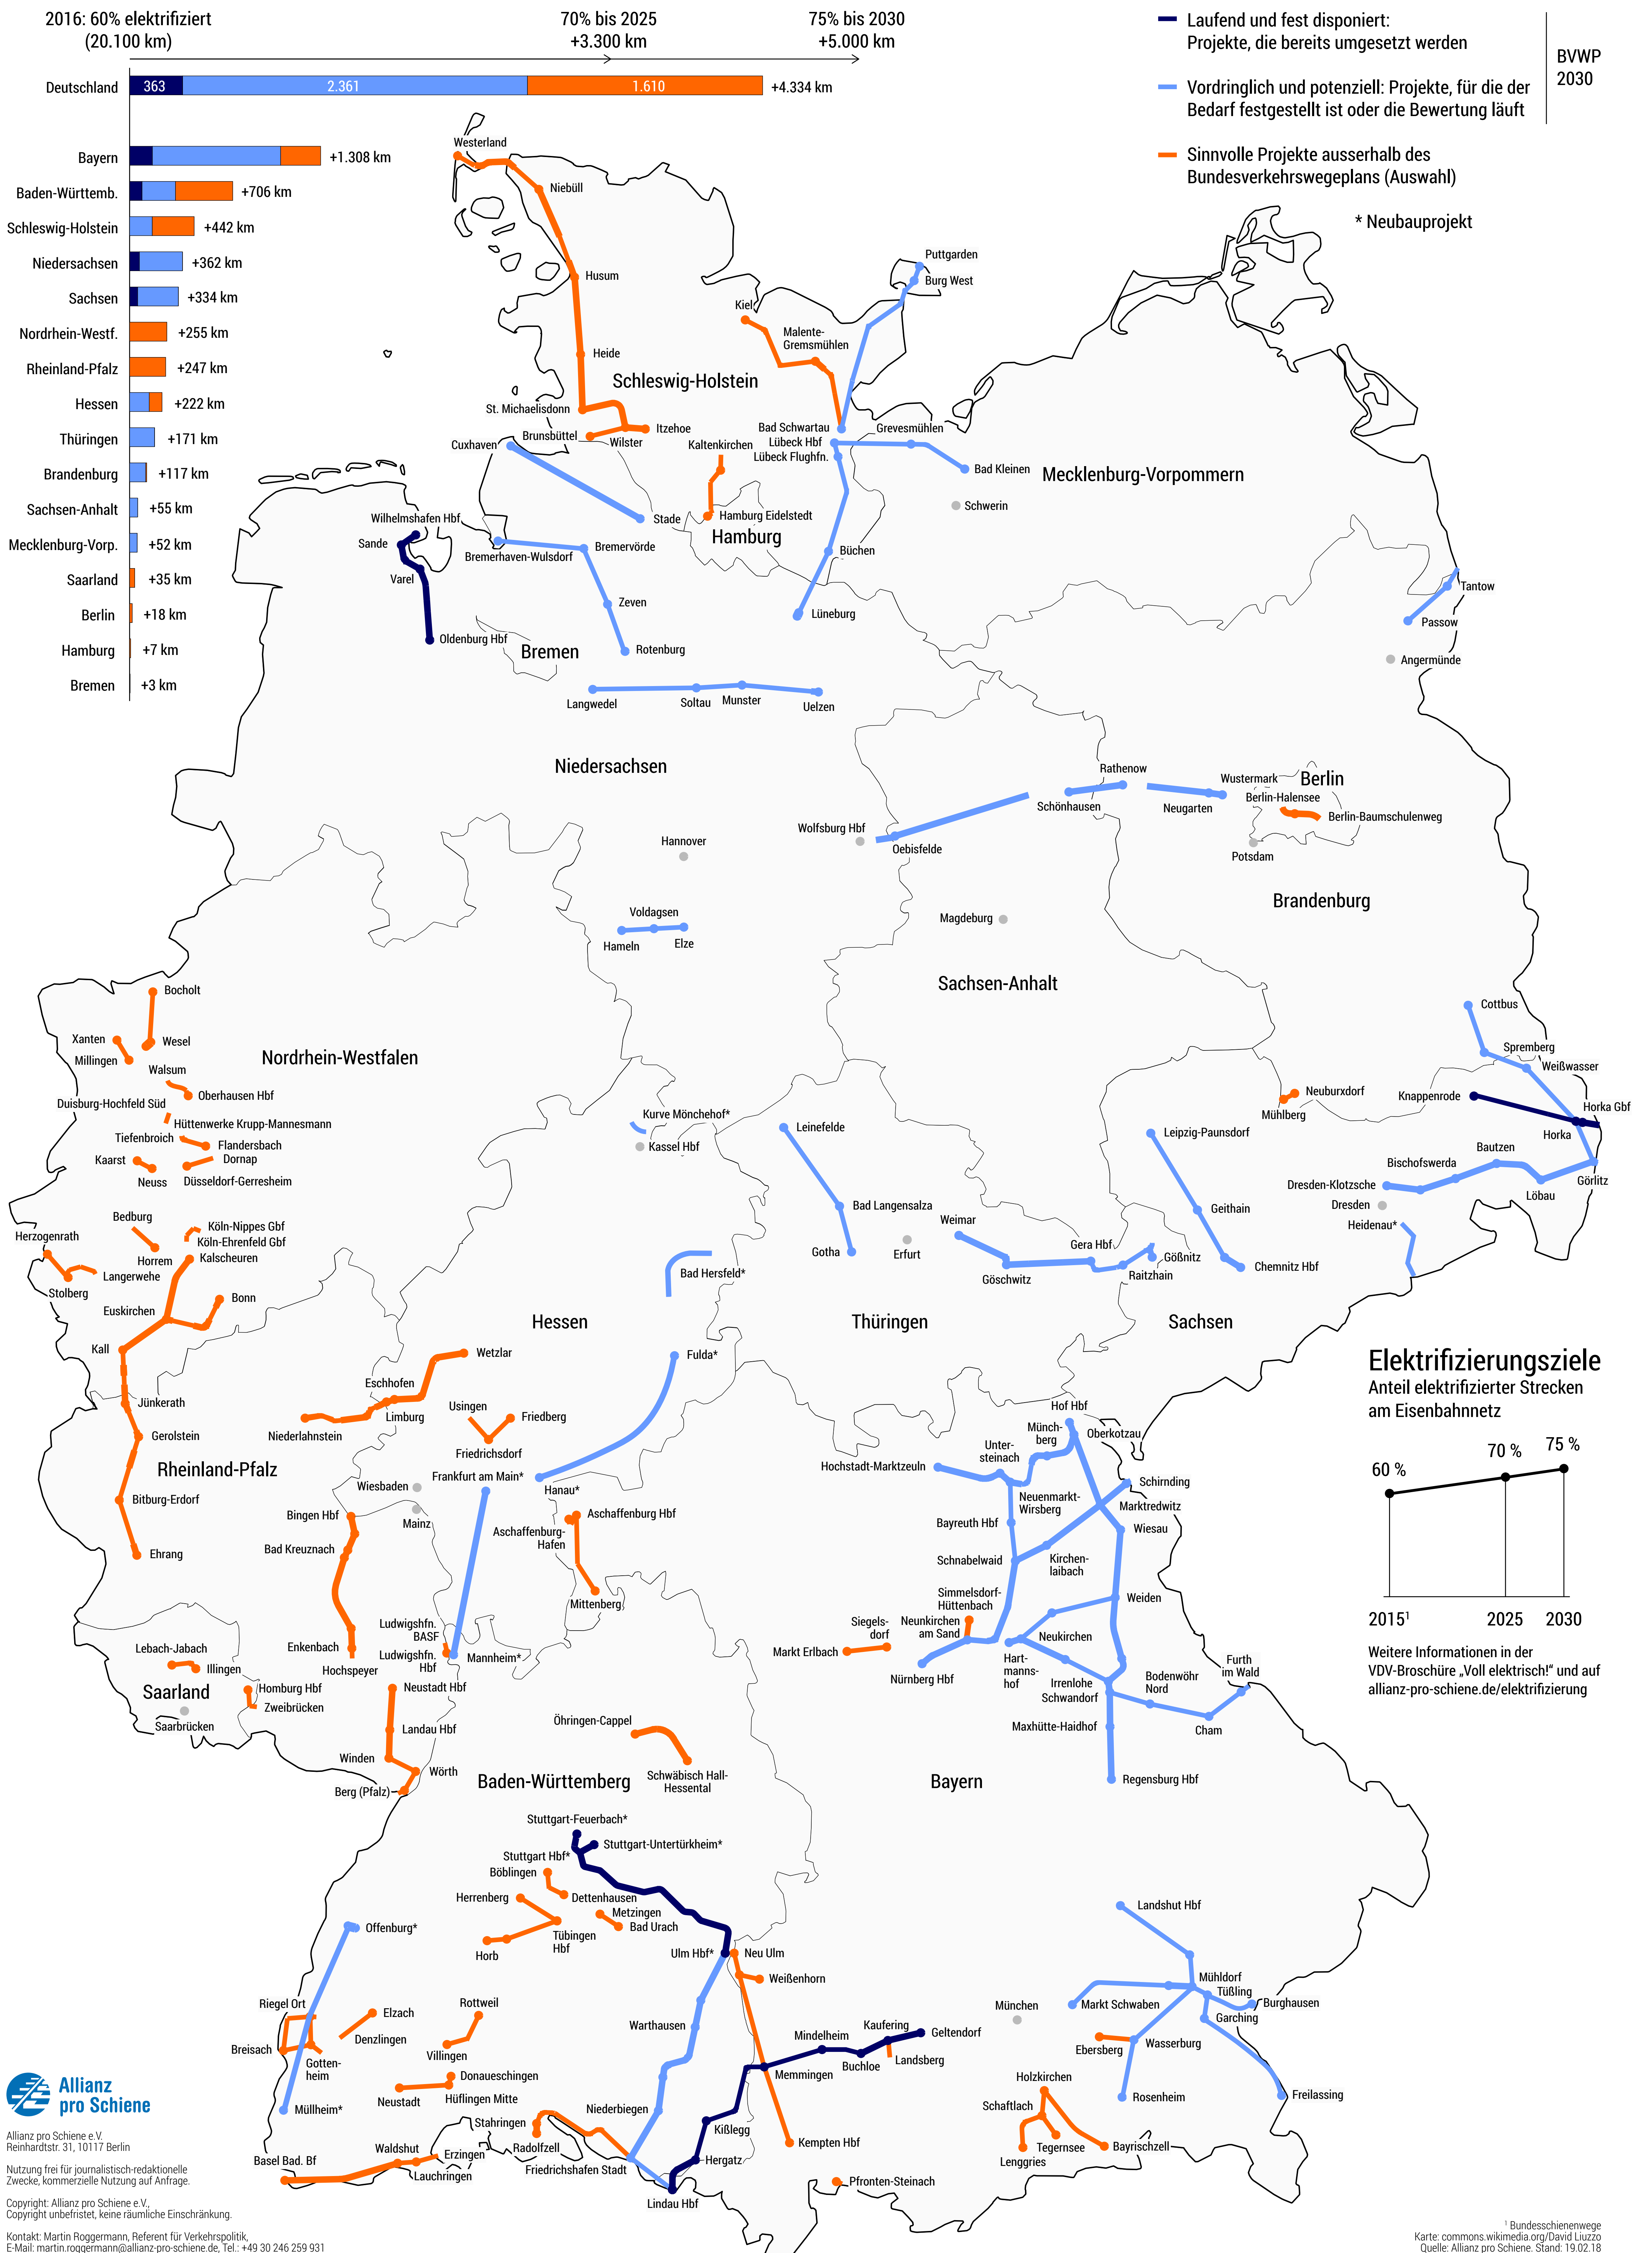 2016: 60% elektrifiziert
(20.100 km)
70% bis 2025
+3.300 km
75% bis 2030
+5.000 km
Deutschland 363 2.361 1.610 +4.334 km
Bayern +1.308 km
Baden-Württemb. +706 km
Schleswig-Holstein +442 km
Niedersachsen +362 km
Sachsen +334 km
Nordrhein-Westf. +255 km
Rheinland-Pfalz +247 km
Hessen +222 km
Thüringen +171 km
Brandenburg +117 km
Sachsen-Anhalt +55 km
Mecklenburg-Vorp. +52 km
Saarland +35 km
Berlin +18 km
Hamburg +7 km
Bremen +3 km
Laufend und fest disponiert:
Projekte, die bereits umgesetzt werden
Vordringlich und potenziell: Projekte, für die der
Bedarf festgestellt ist oder die Bewertung läuft
BVWP
2030
Sinnvolle Projekte ausserhalb des
Bundesverkehrswegeplans (Auswahl)
* Neubauprojekt
Westerland
Niebüll
Husum
Heide
Schleswig-Holstein
St. Michaelisdonn
Brunsbüttel
Wilster
Itzehoe
Kiel
Malente-
Gremsmühlen
Puttgarden
Burg West
Bad Schwartau
Lübeck Hbf
Lübeck Flughfn.
Grevesmühlen
Bad Kleinen
Mecklenburg-Vorpommern
Schwerin
Kaltenkirchen
Hamburg Eidelstedt
Hamburg
Cuxhaven
Stade
Büchen
Lüneburg
Wilhelmshafen Hbf
Sande
Varel
Oldenburg Hbf
Bremerhaven-Wulsdorf
Bremervörde
Zeven
Rotenburg
Bremen
Langwedel
Soltau
Munster
Uelzen
Tantow
Passow
Angermünde
Niedersachsen
Rathenow
Schönhausen
Wustermark
Neugarten
Berlin
Berlin-Halensee
Berlin-Baumschulenweg
Potsdam
Wolfsburg Hbf
Oebisfelde
Hannover
Brandenburg
Magdeburg
Voldagsen
Hameln
Elze
Sachsen-Anhalt
Bocholt
Xanten
Wesel
Millingen
Walsum
Oberhausen Hbf
Duisburg-Hochfeld Süd
Hüttenwerke Krupp-Mannesmann
Tiefenbroich
Flandersbach
Kaarst
Dornap
Neuss
Düsseldorf-Gerresheim
Nordrhein-Westfalen
Bedburg
Köln-Nippes Gbf
Köln-Ehrenfeld Gbf
Herzogenrath
Horrem
Kalscheuren
Langerwehe
Stolberg
Euskirchen
Bonn
Kall
Jünkerath
Gerolstein
Rheinland-Pfalz
Bitburg-Erdorf
Ehrang
Kurve Mönchehof*
Kassel Hbf
Leinefelde
Bad Langensalza
Gotha
Erfurt
Weimar
Göschwitz
Gera Hbf
Raitzhain
Gößnitz
Leipzig-Paunsdorf
Geithain
Chemnitz Hbf
Cottbus
Spremberg
Weißwasser
Knappenrode
Horka Gbf
Horka
Neuburxdorf
Mühlberg
Bautzen
Bischofswerda
Dresden-Klotzsche
Dresden
Löbau
Görlitz
Heidenau*
Bad Hersfeld*
Hessen
Thüringen
Sachsen
Fulda*
Wetzlar
Eschhofen
Limburg
Niederlahnstein
Usingen
Friedberg
Friedrichsdorf
Frankfurt am Main*
Hanau*
Wiesbaden
Mainz
Aschaffenburg Hbf
Aschaffenburg-
Hafen
Mittenberg
Bingen Hbf
Bad Kreuznach
Enkenbach
Hochspeyer
Ludwigshfn.
BASF
Ludwigshfn.
Hbf
Mannheim*
Lebach-Jabach
Illingen
Saarland
Saarbrücken
Homburg Hbf
Zweibrücken
Neustadt Hbf
Landau Hbf
Winden
Wörth
Berg (Pfalz)
Hof Hbf
Münch-
berg
Oberkotzau
Unter-
steinach
Hochstadt-Marktzeuln
Schirnding
Neuenmarkt-
Wirsberg
Marktredwitz
Bayreuth Hbf
Wiesau
Schnabelwaid
Kirchen-
laibach
Simmelsdorf-
Hüttenbach
Weiden
Siegels-
dorf
Neunkirchen
am Sand
Markt Erlbach
Nürnberg Hbf
Neukirchen
Hart-
manns-
hof
Irrenlohe
Schwandorf
Bodenwöhr
Nord
Furth
im Wald
Cham
Maxhütte-Haidhof
Regensburg Hbf
Elektrifizierungsziele
Anteil elektrifizierter Strecken
am Eisenbahnnetz
60 %
70 %
75 %
2015¹
2025
2030
Weitere Informationen in der
VDV-Broschüre „Voll elektrisch!“ und auf
allianz-pro-schiene.de/elektrifizierung
Öhringen-Cappel
Schwäbisch Hall-
Hessental
Baden-Württemberg
Bayern
Stuttgart-Feuerbach*
Stuttgart-Untertürkheim*
Stuttgart Hbf*
Böblingen
Dettenhausen
Herrenberg
Metzingen
Bad Urach
Tübingen
Hbf
Horb
Offenburg*
Ulm Hbf*
Neu Ulm
Weißenhorn
Landshut Hbf
Mühldorf
Tüßling
Markt Schwaben
Burghausen
Garching
München
Wasserburg
Ebersberg
Rosenheim
Freilassing
Holzkirchen
Schaftlach
Tegernsee
Lenggries
Bayrischzell
Riegel Ort
Elzach
Denzlingen
Breisach
Gotten-
heim
Rottweil
Villingen
Donaueschingen
Neustadt
Hüflingen Mitte
Müllheim*
Warthausen
Mindelheim
Kaufering
Geltendorf
Buchloe
Landsberg
Memmingen
Niederbiegen
Kißlegg
Kempten Hbf
Stahringen
Radolfzell
Friedrichshafen Stadt
Hergatz
Lindau Hbf
Pfronten-Steinach
Basel Bad. Bf
Waldshut
Erzingen
Lauchringen
Allianz
pro Schiene
Allianz pro Schiene e.V.
Reinhardtstr. 31, 10117 Berlin
Nutzung frei für journalistisch-redaktionelle
Zwecke, kommerzielle Nutzung auf Anfrage.
Copyright: Allianz pro Schiene e.V.,
Copyright unbefristet, keine räumliche Einschränkung.
Kontakt: Martin Roggermann, Referent für Verkehrspolitik,
E-Mail: martin.roggermann@allianz-pro-schiene.de, Tel.: +49 30 246 259 931
¹ Bundesschienenwege
Karte: commons.wikimedia.org/David Liuzzo
Quelle: Allianz pro Schiene. Stand: 19.02.18